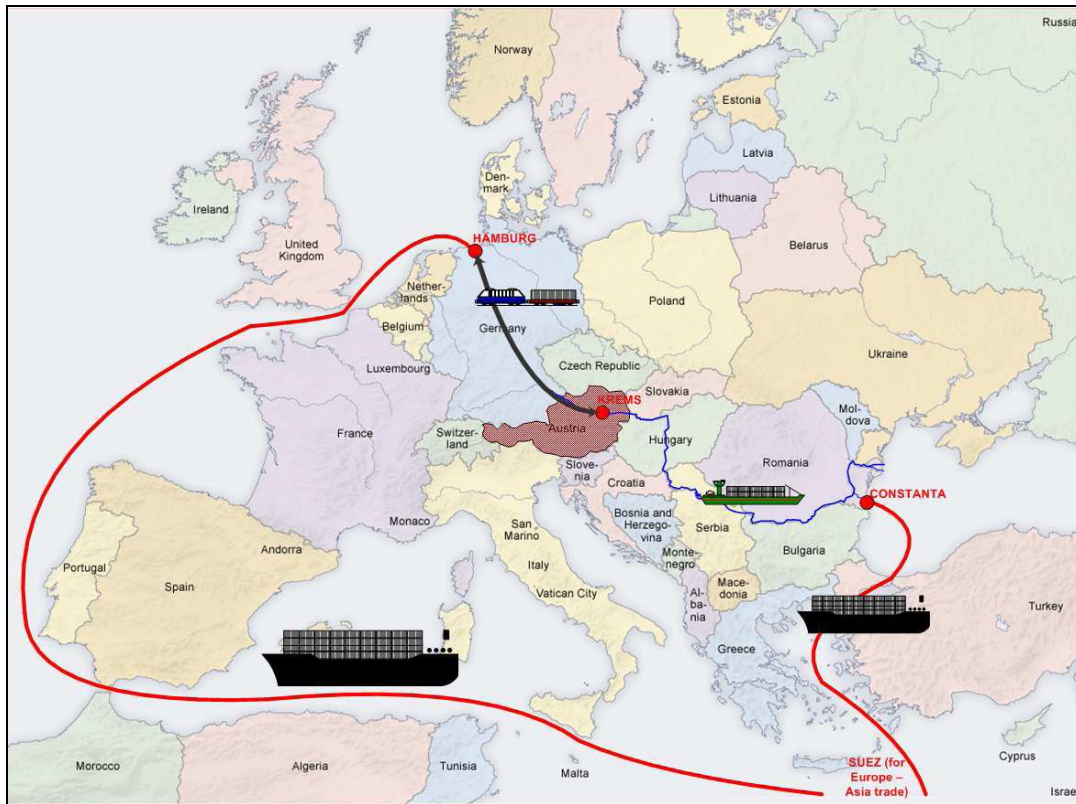 Norway
Russia
Estonia
Latvia
Den-
mark
Lithuania
Ireland
HAMBURG
United
Kingdom
Belarus
Nether-
lands
Poland
Belgium
Germany
Ukraine
Czech Republic
Luxembourg
Slovakia
KREMS
Mol-
dova
Austria
France
Switzer-
land
Hungary
Slove-
nia
Romania
Croatia
CONSTANTA
Bosnia and
Herzego-
vina
Monaco
San
Marino
Serbia
Andorra
Bulgaria
Monte-
negro
Portugal
Italy
Spain
Mace-
donia
Vatican City
Al-
ba-
nia
Turkey
Greece
Cyprus
SUEZ (for
Europe –
Asia trade)
Morocco
Algeria
Tunisia
Malta
Israel